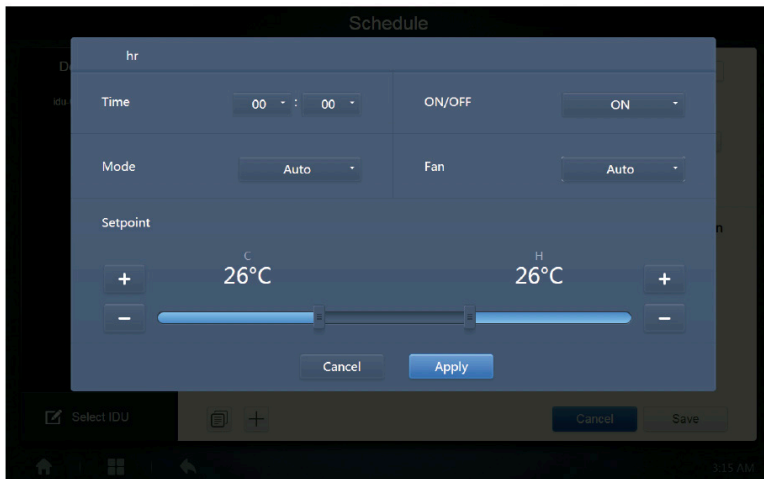 Schedule
hr
Time 00 : 00 ON/OFF ON
Mode Auto Fan Auto
Setpoint
C H
26°C 26°C
Cancel Apply
Select IDU Cancel Save
3:15 AM